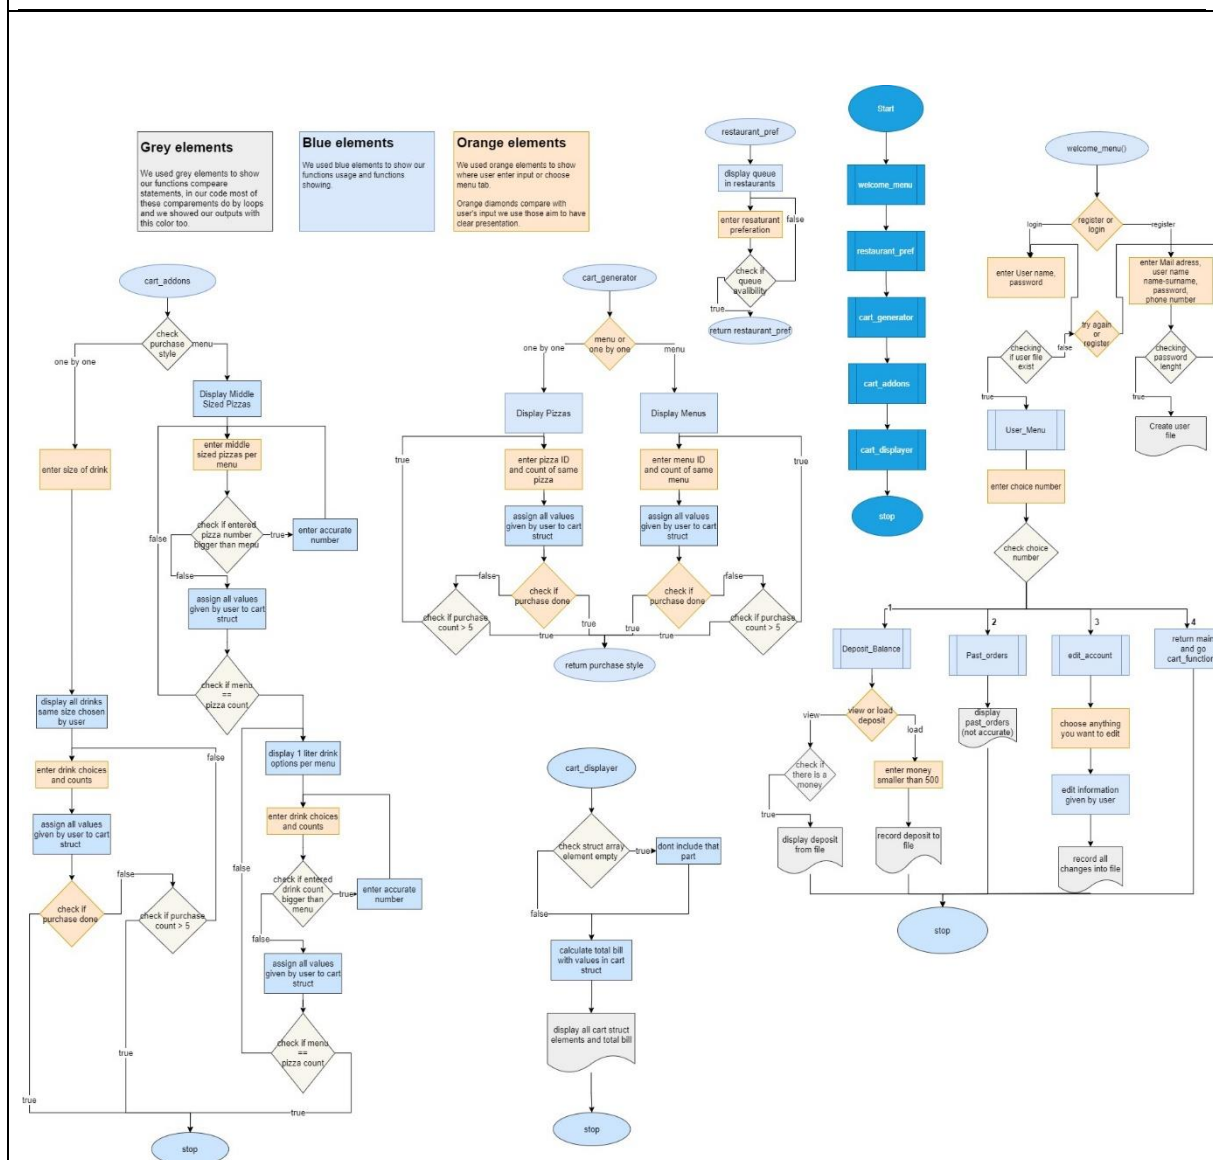 Grey elements
We used grey elements to show
our functions compeare
statements, in our code most of
these comparements do by loops
and we showed our outputs with
this color too.
Blue elements
We used blue elements to show our
functions usage and functions
showing.
Orange elements
We used orange elements to show
where user enter input or choose
menu tab.
Orange diamonds compare with
user's input we use those aim to have
clear presentation.
restaurant_pref
display queue
in restaurants
false
enter resaturant
preferation
check if
queue
avalibility
true
return restaurant_pref
Start
welcome_menu
restaurant_pref
cart_generator
cart_addons
cart_displayer
stop
welcome_menu()
register or
login
login
register
enter User name,
password
enter Mail adress,
user name
name-surname,
password,
phone number
try again
or
register
checking
if user file
exist
false
true
checking
password
lenght
true
Create user
file
User_Menu
enter choice number
check choice
number
1
2
3
4
Deposit_Balance
Past_orders
edit_account
return main
and go
cart_function
view or load
deposit
view
load
check if
there is a
money
true
enter money
smaller than 500
display
past_orders
(not accurate)
choose anything
you want to edit
edit information
given by user
display deposit
from file
record deposit to
file
record all
changes into file
stop
cart_addons
check
purchase
style
one by one
menu
Display Middle
Sized Pizzas
enter middle
sized pizzas per
menu
enter size of drink
check if entered
pizza number
bigger than menu
true
enter accurate
number
false
false
assign all values
given by user to cart
struct
check if menu
==
pizza count
display all drinks
same size chosen
by user
false
enter drink choices
and counts
assign all values
given by user to cart
struct
check if
purchase done
false
check if purchase
count > 5
true
true
display 1 liter drink
options per menu
enter drink choices
and counts
check if entered
drink count
bigger than
menu
true
enter accurate
number
false
false
assign all values
given by user to cart
struct
check if menu
==
pizza count
true
stop
cart_generator
menu or
one by one
one by one
menu
Display Pizzas
Display Menus
true
true
enter pizza ID
and count of same
pizza
enter menu ID
and count of same
menu
assign all values
given by user to cart
struct
assign all values
given by user to cart
struct
false
false
check if
purchase done
check if
purchase done
check if purchase
count > 5
check if purchase
count > 5
true
true
true
true
return purchase style
cart_displayer
check struct array
element empty
true
dont include that
part
false
calculate total bill
with values in cart
struct
display all cart struct
elements and total bill
stop